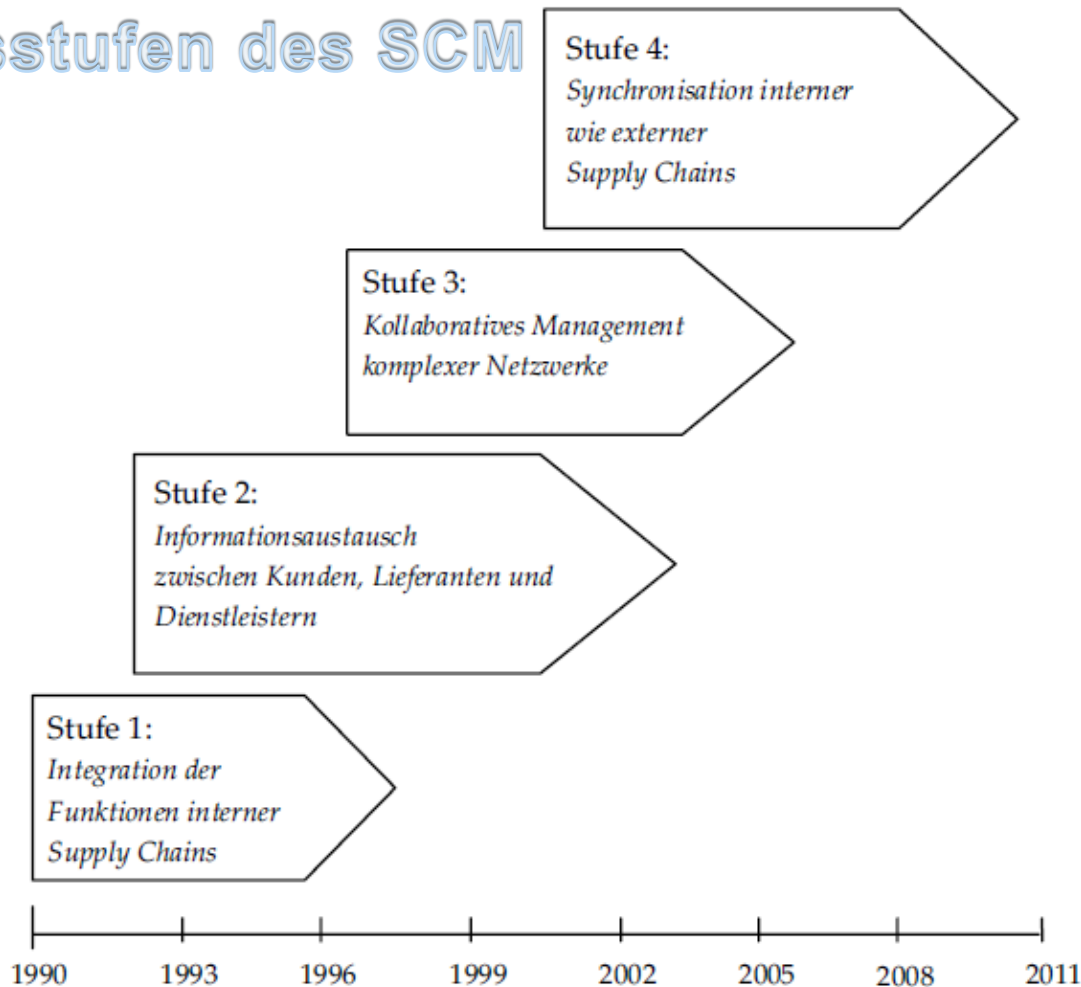 sstufen des SCM
Stufe 4:
Synchronisation interner
wie externer
Supply Chains
Stufe 3:
Kollaboratives Management
komplexer Netzwerke
Stufe 2:
Informationsaustausch
zwischen Kunden, Lieferanten und
Dienstleistern
Stufe 1:
Integration der
Funktionen interner
Supply Chains
1990 1993 1996 1999 2002 2005 2008 2011